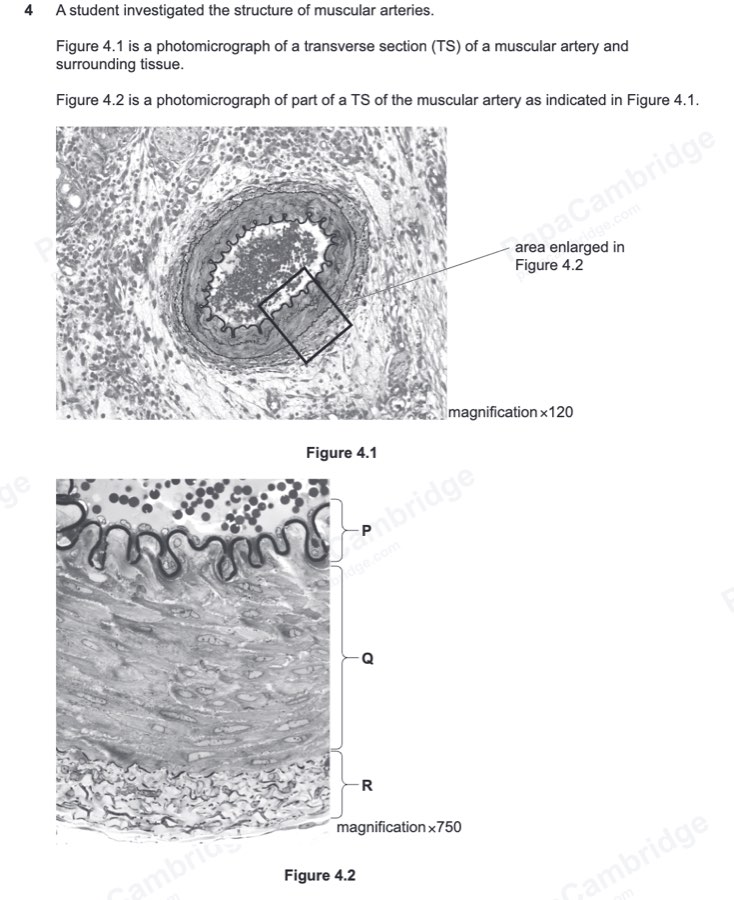 4 A student investigated the structure of muscular arteries.
Figure 4.1 is a photomicrograph of a transverse section (TS) of a muscular artery and
surrounding tissue.
Figure 4.2 is a photomicrograph of part of a TS of the muscular artery as indicated in Figure 4.1.
PapaCambridge
area enlarged in
Figure 4.2
magnification ×120
Figure 4.1
P
Q
R
magnification ×750
Figure 4.2
Cambridge